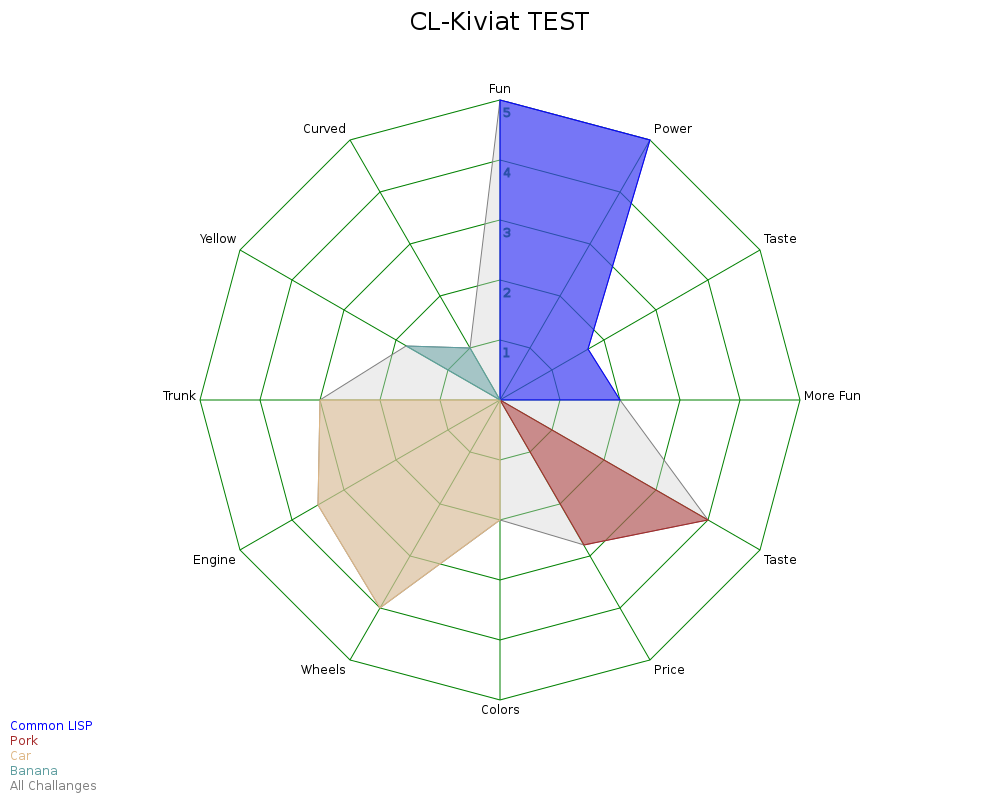 CL-Kiviat TEST
Fun
5
Curved
Power
4
Yellow
3
Taste
2
1
Trunk
More Fun
Engine
Taste
Wheels
Price
Colors
Common LISP
Pork
Car
Banana
All Challanges